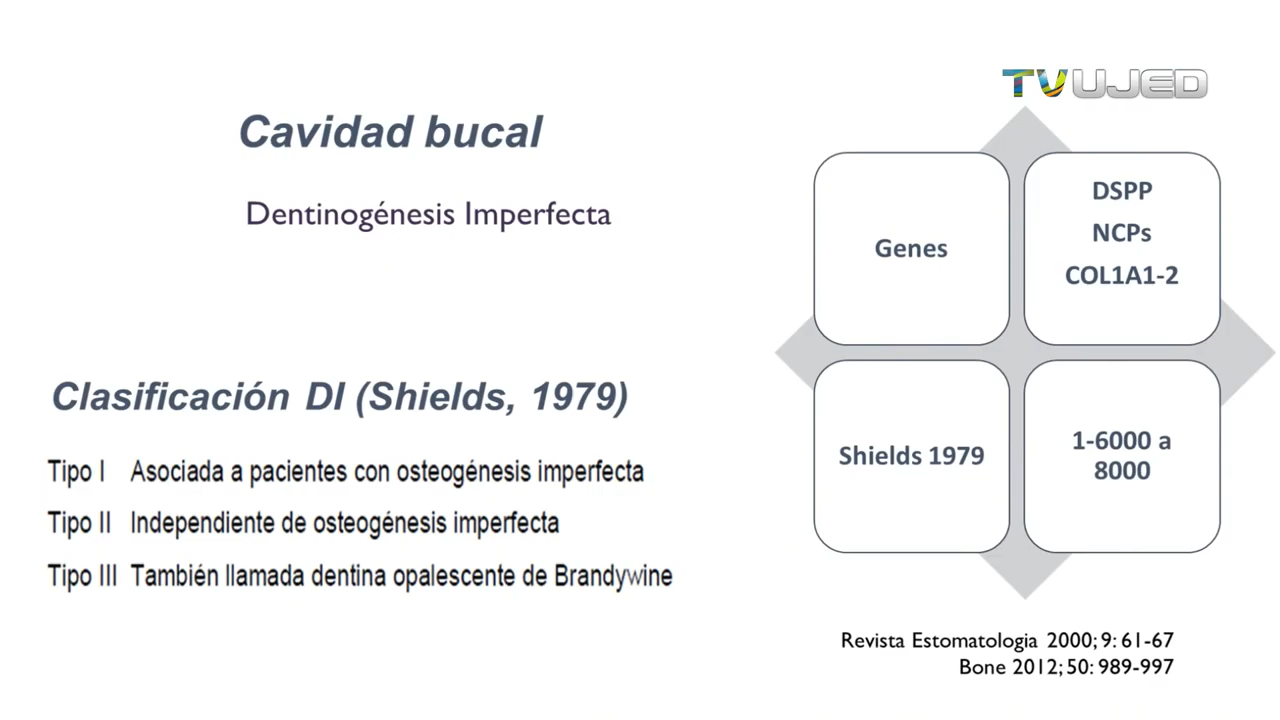 TVUJED
Cavidad bucal
Dentinogénesis Imperfecta
Clasificación DI (Shields, 1979)
Tipo I Asociada a pacientes con osteogénesis imperfecta
Tipo II Independiente de osteogénesis imperfecta
Tipo III También llamada dentina opalescente de Brandywine
Genes
DSPP
NCPs
COL1A1-2
Shields 1979
1-6000 a
8000
Revista Estomatologia 2000; 9: 61-67
Bone 2012; 50: 989-997